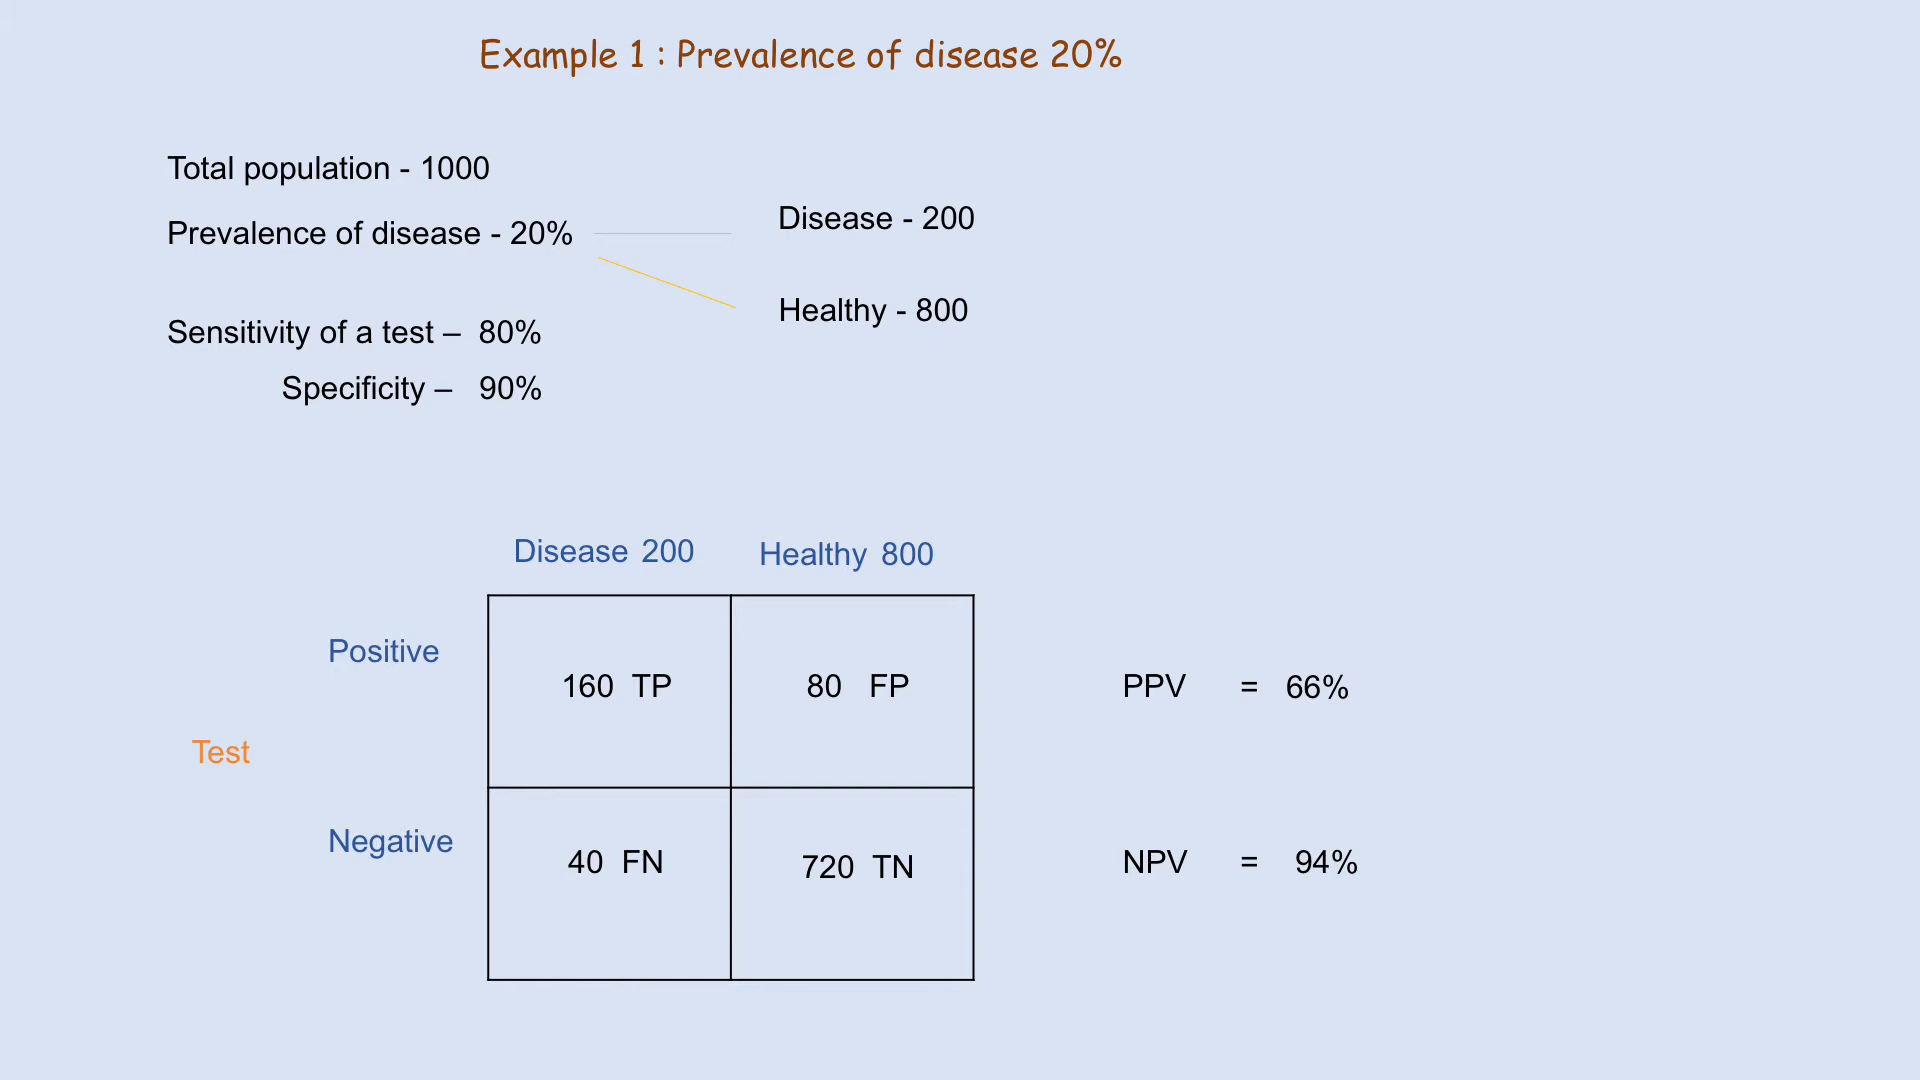 Example 1 : Prevalence of disease 20%
Total population - 1000
Prevalence of disease - 20%
Disease - 200
Healthy - 800
Sensitivity of a test – 80%
Specificity – 90%
Disease 200
Healthy 800
Positive
160 TP
80 FP
PPV = 66%
Test
Negative
40 FN
720 TN
NPV = 94%